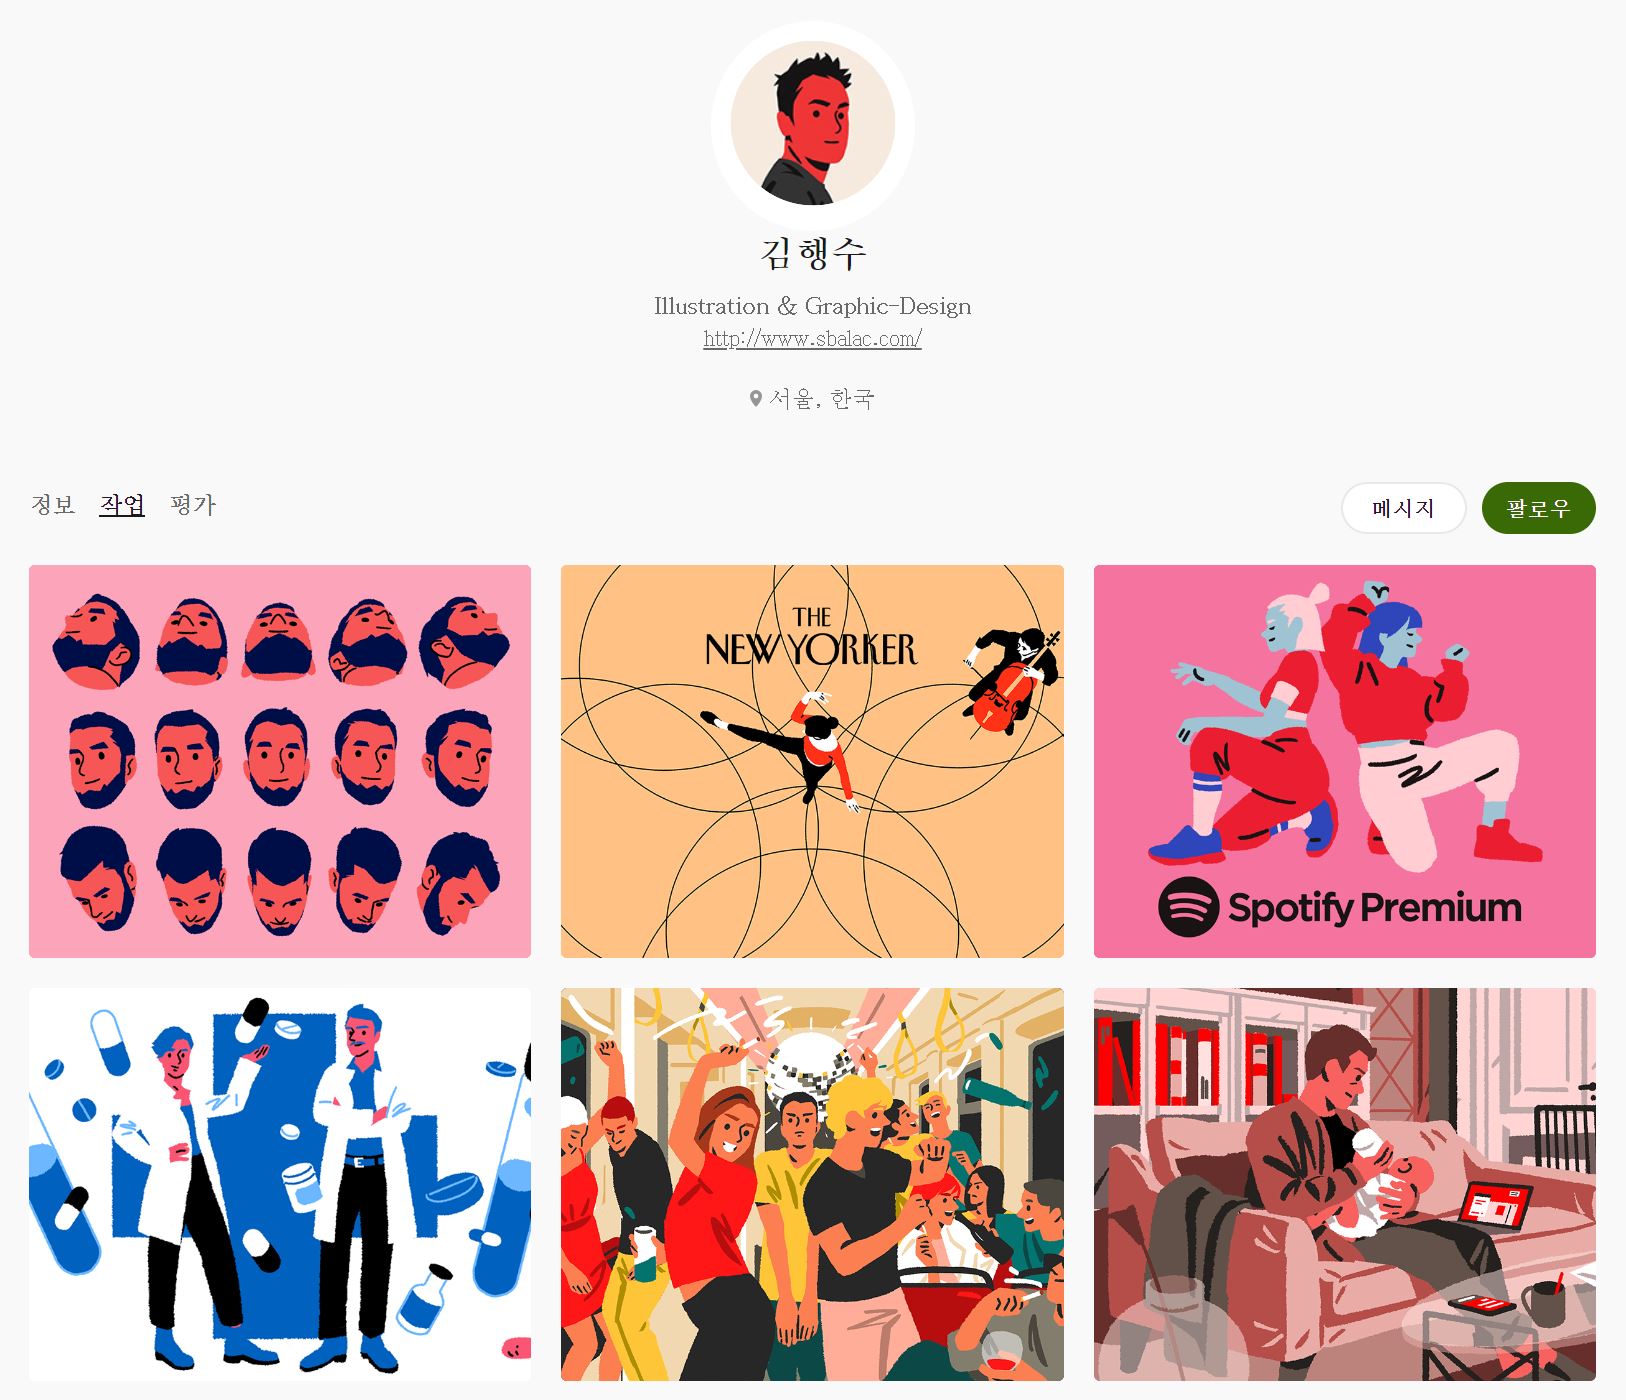 김행수
Illustration & Graphic-Design
http://www.sbalac.com/
서울, 한국
정보 작업 평가
메시지 팔로우
THE
NEW YORKER
Spotify Premium